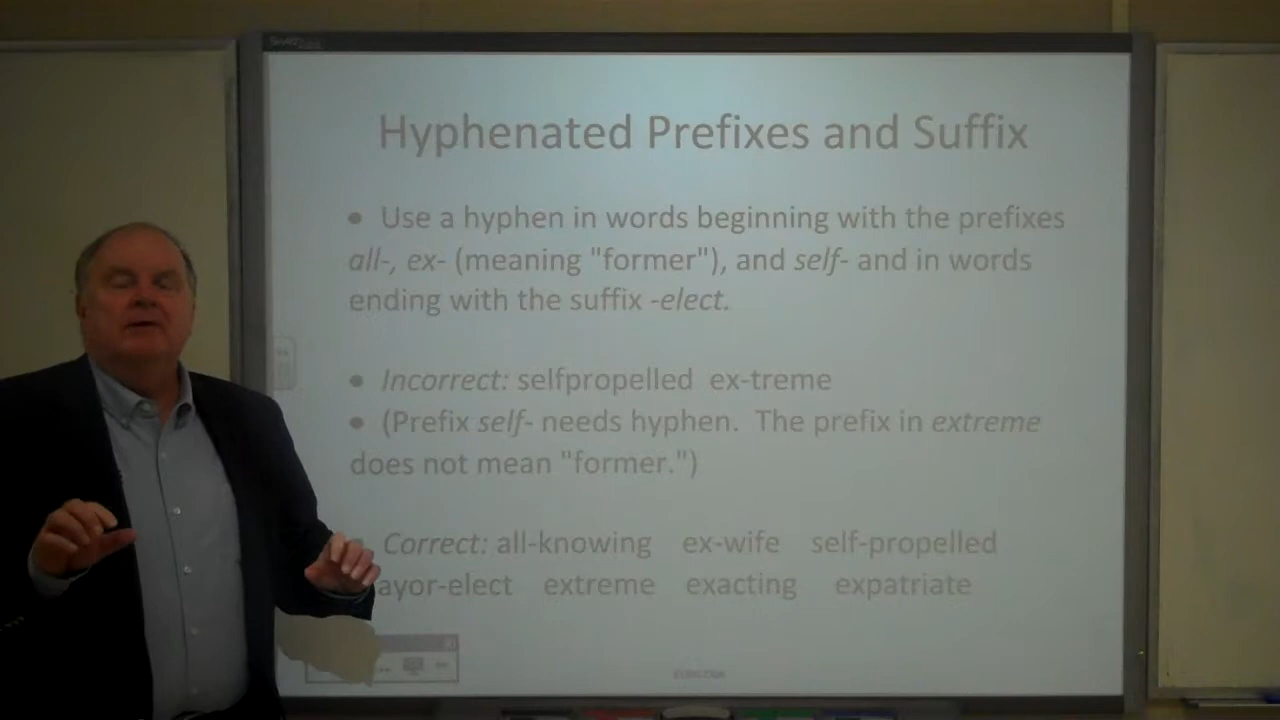 Hyphenated Prefixes and Suffix
● Use a hyphen in words beginning with the prefixes
all-, ex- (meaning "former"), and self- and in words
ending with the suffix -elect.
● Incorrect: selfpropelled ex-treme
● (Prefix self- needs hyphen. The prefix in extreme
does not mean "former.")
Correct: all-knowing ex-wife self-propelled
ayor-elect extreme exacting expatriate